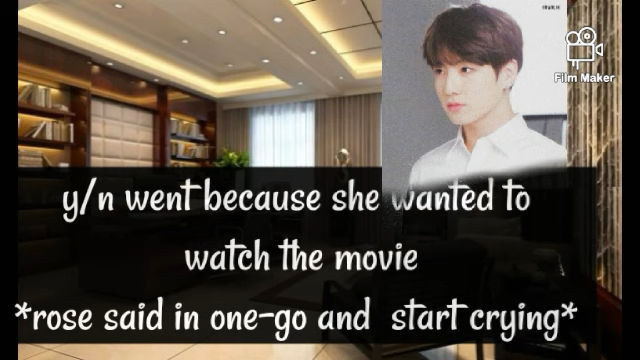 Film Maker
y/n went because she wanted to
watch the movie
*rose said in one-go and start crying*